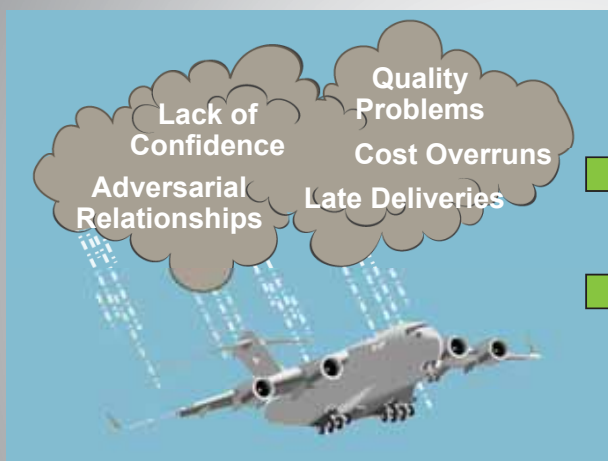 Lack of
Confidence
Adversarial
Relationships
Quality
Problems
Cost Overruns
Late Deliveries